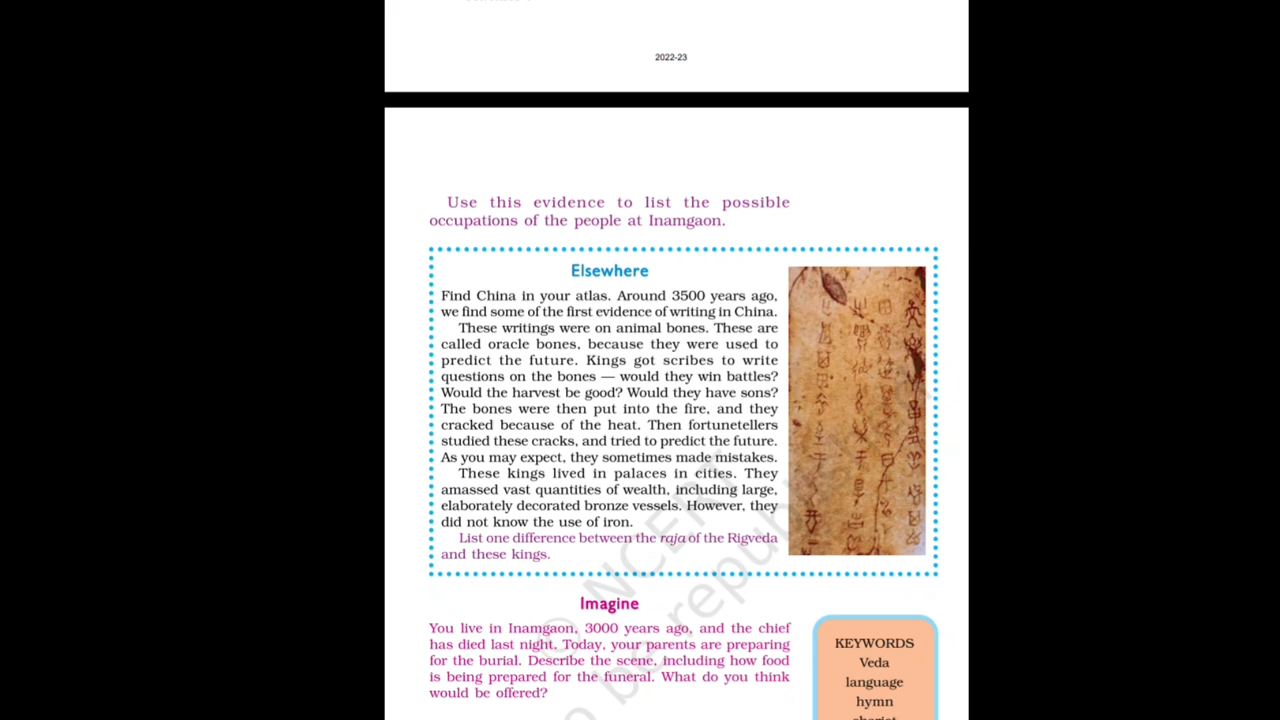 2022-23
Use this evidence to list the possible
occupations of the people at Inamgaon.
Elsewhere
Find China in your atlas. Around 3500 years ago,
we find some of the first evidence of writing in China.
These writings were on animal bones. These are
called oracle bones, because they were used to
predict the future. Kings got scribes to write
questions on the bones — would they win battles?
Would the harvest be good? Would they have sons?
The bones were then put into the fire, and they
cracked because of the heat. Then fortunetellers
studied these cracks, and tried to predict the future.
As you may expect, they sometimes made mistakes.
These kings lived in palaces in cities. They
amassed vast quantities of wealth, including large,
elaborately decorated bronze vessels. However, they
did not know the use of iron.
List one difference between the raja of the Rigveda
and these kings.
Imagine
You live in Inamgaon, 3000 years ago, and the chief
has died last night. Today, your parents are preparing
for the burial. Describe the scene, including how food
is being prepared for the funeral. What do you think
would be offered?
KEYWORDS
Veda
language
hymn
© NCERT
be republi